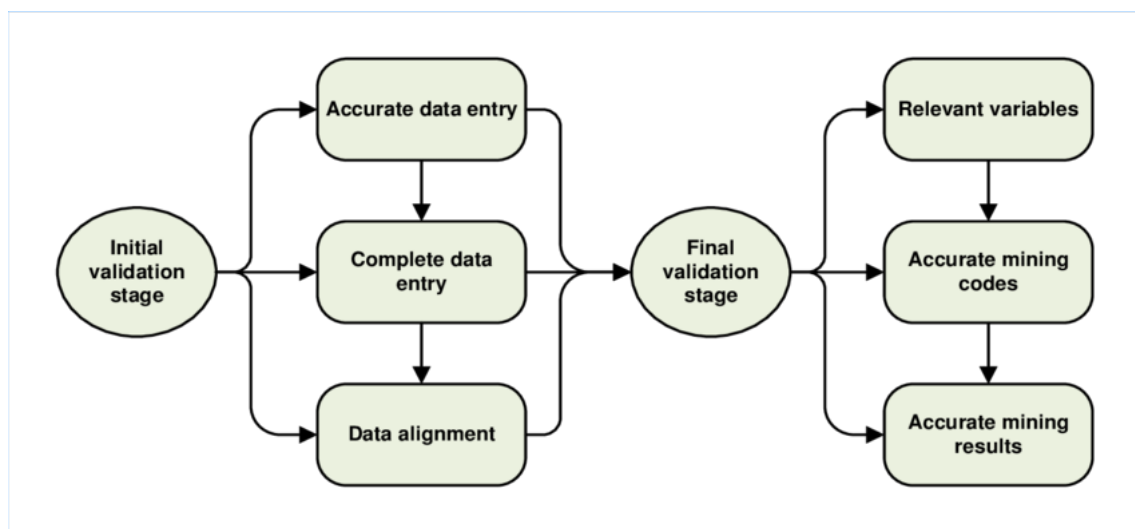 Initial
validation
stage
Accurate data entry
Complete data
entry
Data alignment
Final
validation
stage
Relevant variables
Accurate mining
codes
Accurate mining
results